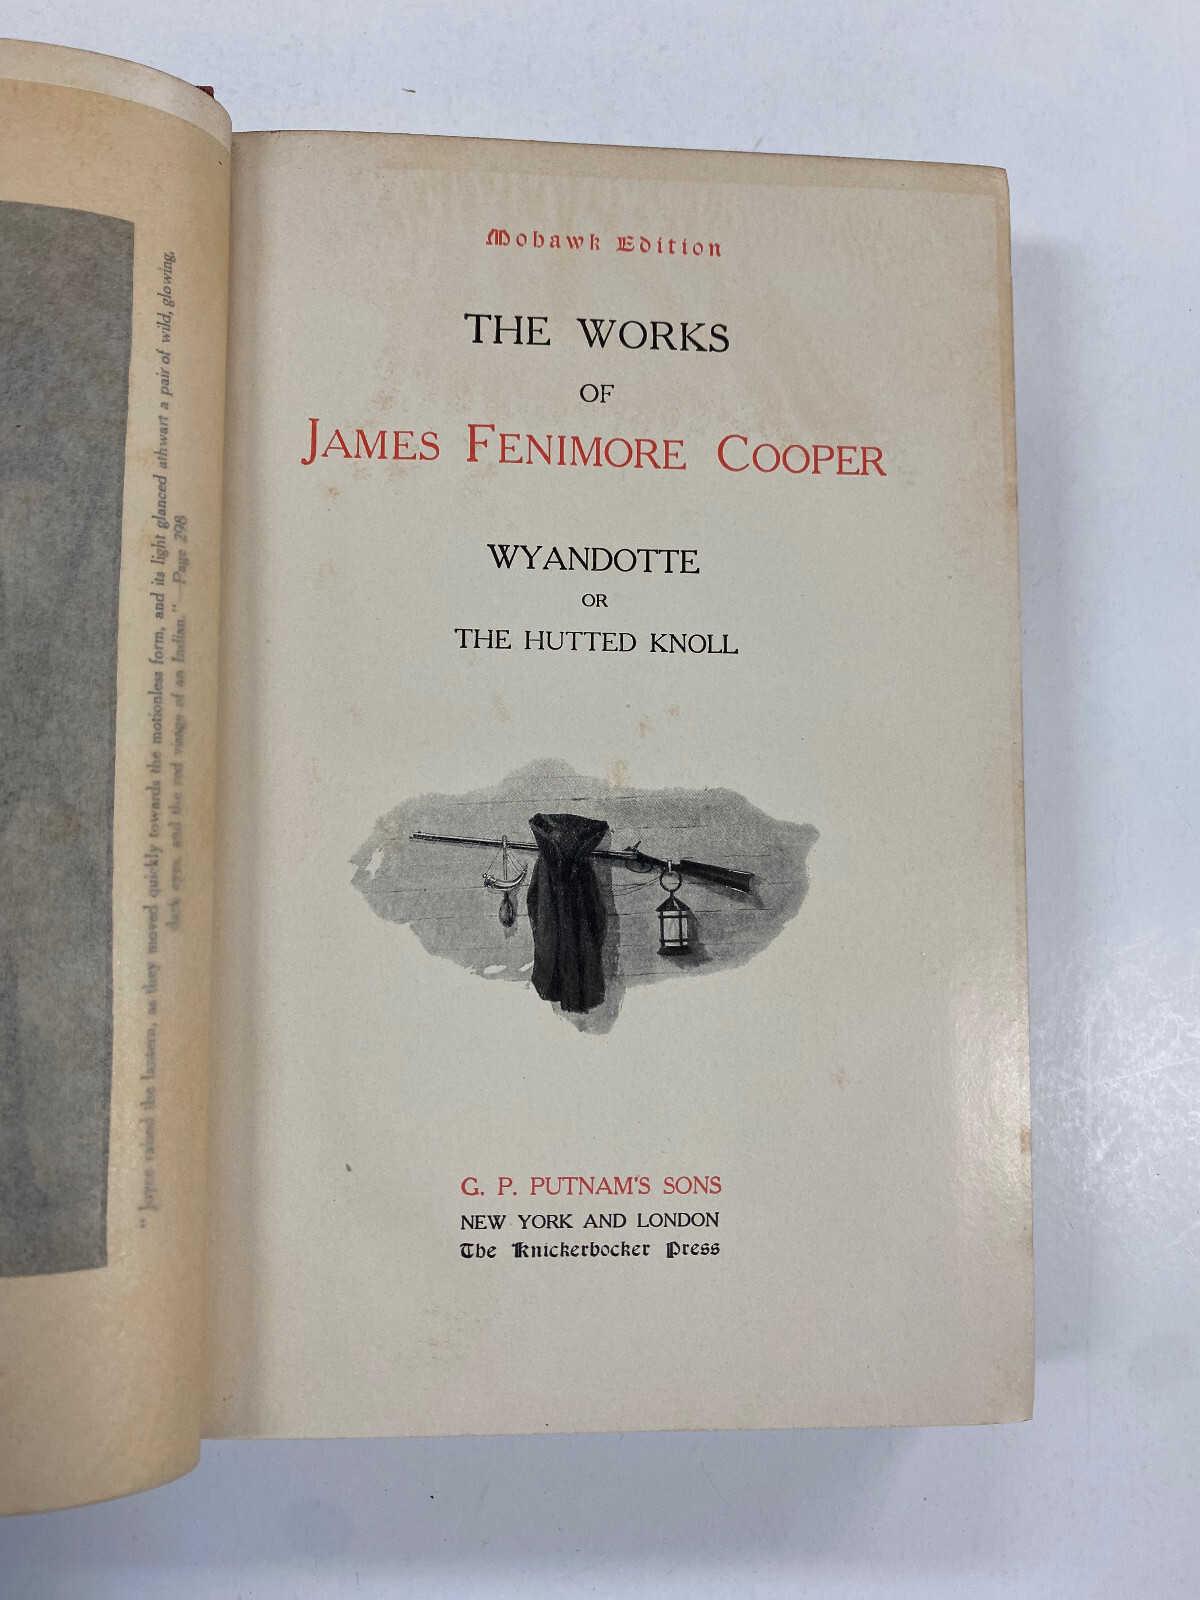 "Joyce raised the lantern, as they moved quickly towards the motionless form, and its light glanced athwart a pair of wild, glowing,
dark eyes, and the red visage of an Indian."—Page 298
Mohawk Edition
THE WORKS
OF
JAMES FENIMORE COOPER
WYANDOTTE
OR
THE HUTTED KNOLL
G. P. PUTNAM'S SONS
NEW YORK AND LONDON
The Knickerbocker Press